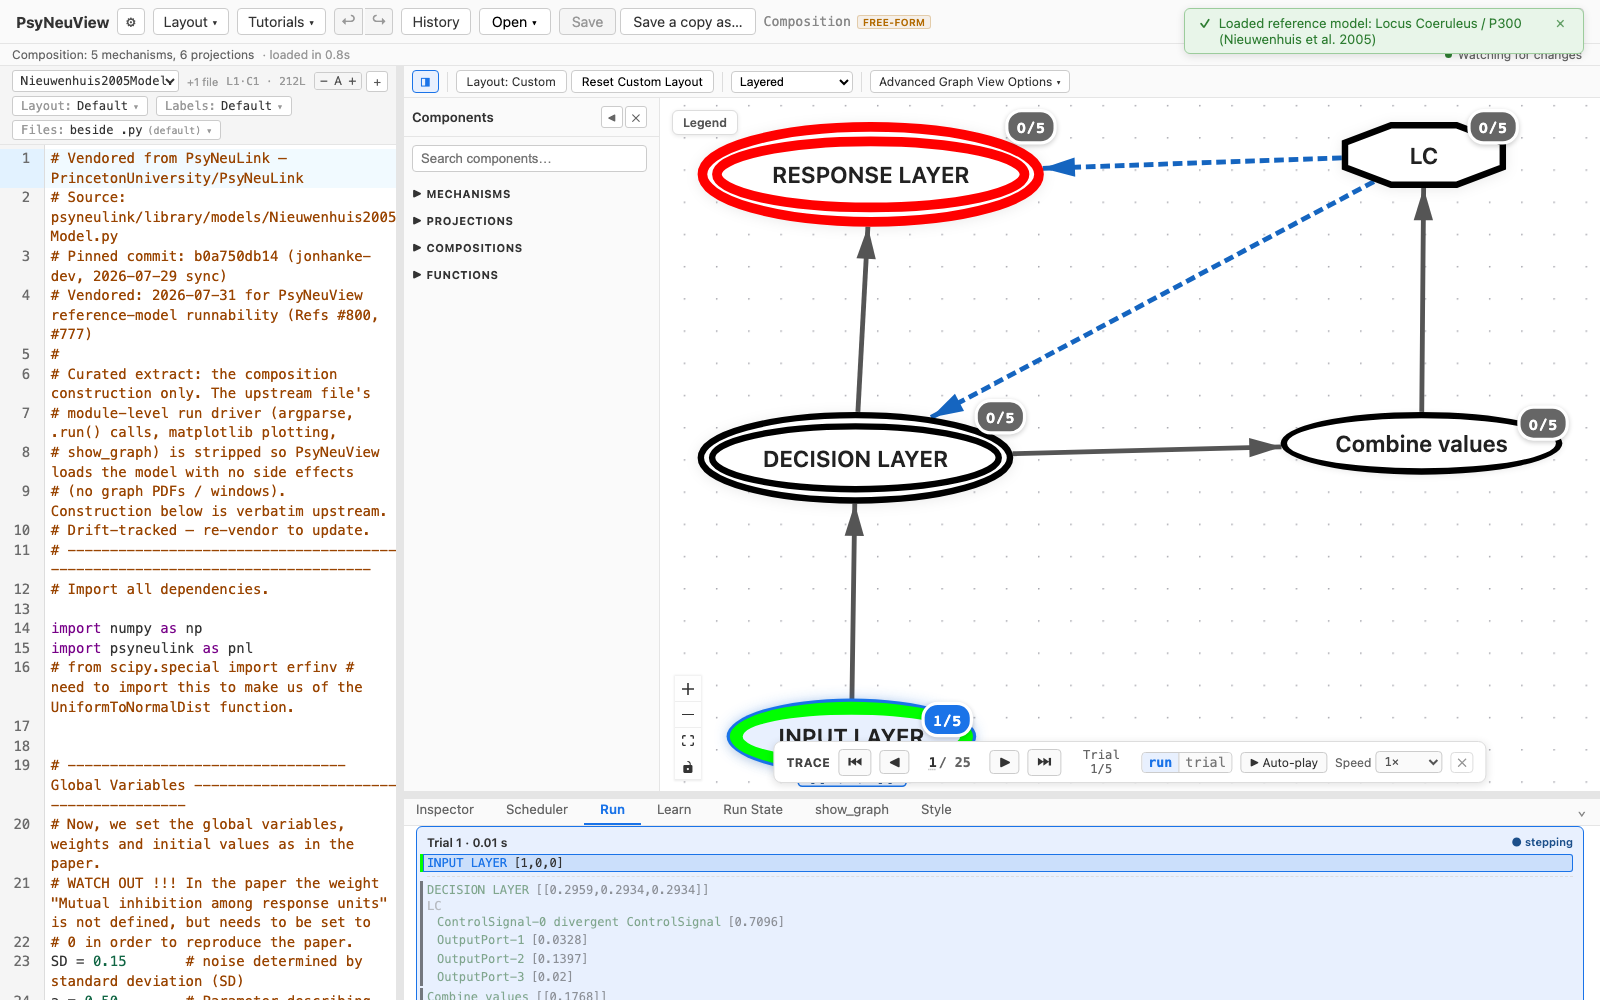 PsyNeuView ⚙ Layout ▾ Tutorials ▾ ↩ ↪ History Open ▾ Save Save a copy as... Composition FREE-FORM
✓ Loaded reference model: Locus Coeruleus / P300 (Nieuwenhuis et al. 2005) ✕
Composition: 5 mechanisms, 6 projections · loaded in 0.8s
Watching for changes
Nieuwenhuis2005Model +1 file L1:C1 · 212L − A + +
Layout: Default ▾ Labels: Default ▾
Files: beside .py (default) ▾
1 # Vendored from PsyNeuLink —
PrincetonUniversity/PsyNeuLink
2 # Source:
psyneulink/library/models/Nieuwenhuis2005
Model.py
3 # Pinned commit: b0a750db14 (jonhanke-
dev, 2026-07-29 sync)
4 # Vendored: 2026-07-31 for PsyNeuView
reference-model runnability (Refs #800,
#777)
5 #
6 # Curated extract: the composition
construction only. The upstream file's
7 # module-level run driver (argparse,
.run() calls, matplotlib plotting,
8 # show_graph) is stripped so PsyNeuView
loads the model with no side effects
9 # (no graph PDFs / windows).
Construction below is verbatim upstream.
10 # Drift-tracked — re-vendor to update.
11 # ---------------------------------------
--------------------------------------
12 # Import all dependencies.
13
14 import numpy as np
15 import psyneulink as pnl
16 # from scipy.special import erfinv #
need to import this to make us of the
UniformToNormalDist function.
17
18
19 # ---------------------------------
Global Variables ------------------------
----------------
20 # Now, we set the global variables,
weights and initial values as in the
paper.
21 # WATCH OUT !!! In the paper the weight
"Mutual inhibition among response units"
is not defined, but needs to be set to
22 # 0 in order to reproduce the paper.
23 SD = 0.15 # noise determined by
standard deviation (SD)
24 a = 0.50 # Parameter describing
Layout: Custom Reset Custom Layout Layered Advanced Graph View Options ▾
Components ◀ ✕
Search components…
▶ MECHANISMS
▶ PROJECTIONS
▶ COMPOSITIONS
▶ FUNCTIONS
Legend
RESPONSE LAYER 0/5
LC 0/5
DECISION LAYER 0/5
Combine values 0/5
INPUT LAYER 1/5
TRACE ⏮ ◀ 1 / 25 ▶ ⏭ Trial 1/5 run trial ▶ Auto-play Speed 1× ✕
Inspector Scheduler Run Learn Run State show_graph Style
Trial 1 · 0.01 s stepping
INPUT LAYER [1,0,0]
DECISION LAYER [[0.2959,0.2934,0.2934]]
LC
ControlSignal-0 divergent ControlSignal [0.7096]
OutputPort-1 [0.0328]
OutputPort-2 [0.1397]
OutputPort-3 [0.02]
Combine values [[0.1768]]